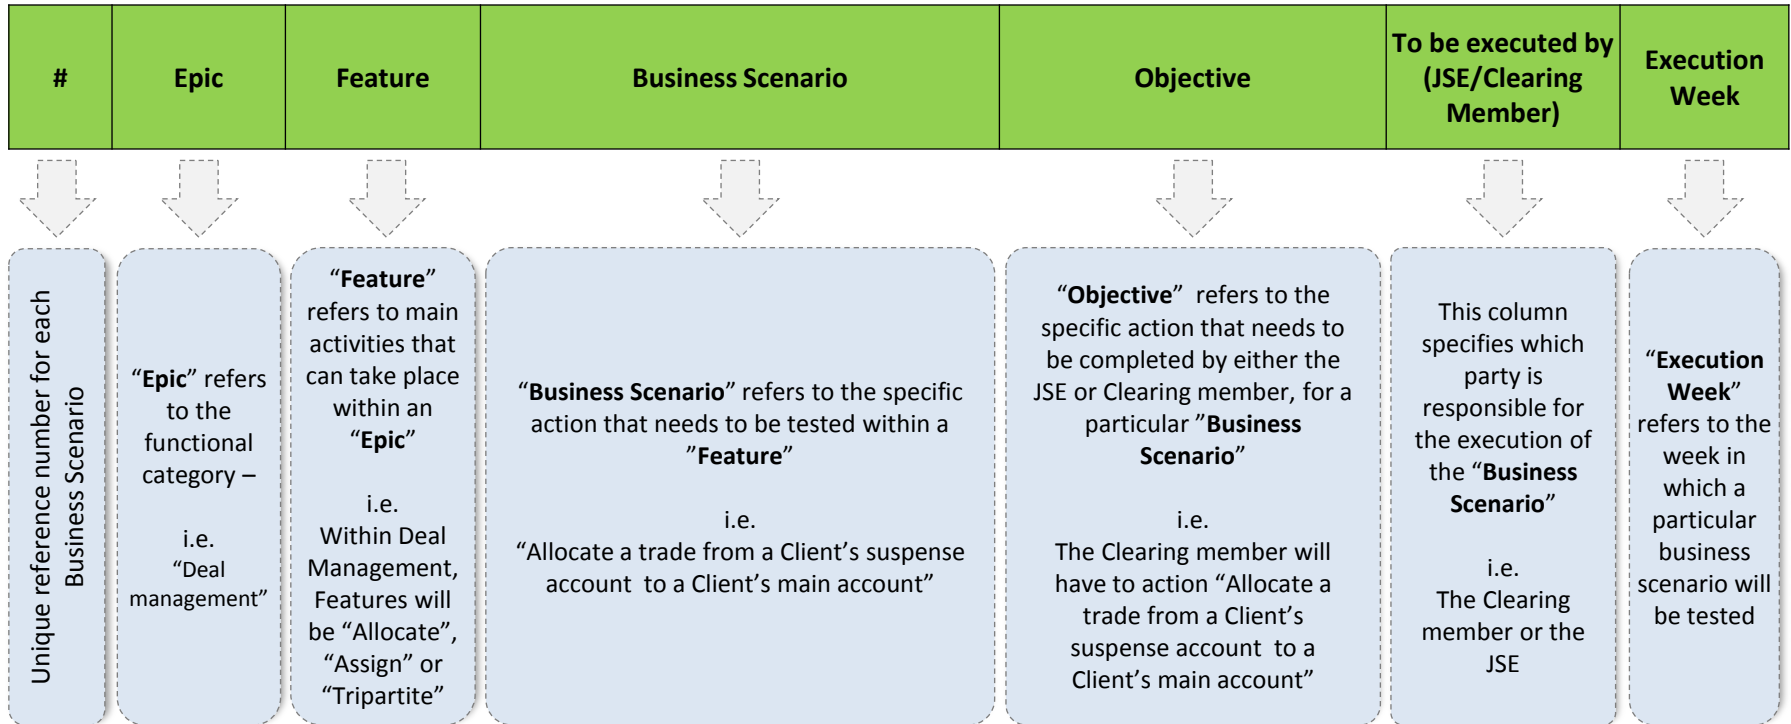 #
Epic
Feature
Business Scenario
Objective
To be executed by
(JSE/Clearing
Member)
Execution
Week
Unique reference number for each
Business Scenario
“Epic” refers
to the
functional
category –
i.e.
“Deal
management”
“Feature”
refers to main
activities that
can take place
within an
“Epic”
i.e.
Within Deal
Management,
Features will
be “Allocate”,
“Assign” or
“Tripartite”
“Business Scenario” refers to the specific
action that needs to be tested within a
”Feature”
i.e.
“Allocate a trade from a Client’s suspense
account to a Client’s main account”
“Objective” refers to the
specific action that needs to
be completed by either the
JSE or Clearing member, for a
particular ”Business
Scenario”
i.e.
The Clearing member will
have to action “Allocate a
trade from a Client’s
suspense account to a
Client’s main account”
This column
specifies which
party is
responsible for
the execution of
the “Business
Scenario”
i.e.
The Clearing
member or the
JSE
“Execution
Week”
refers to the
week in
which a
particular
business
scenario will
be tested